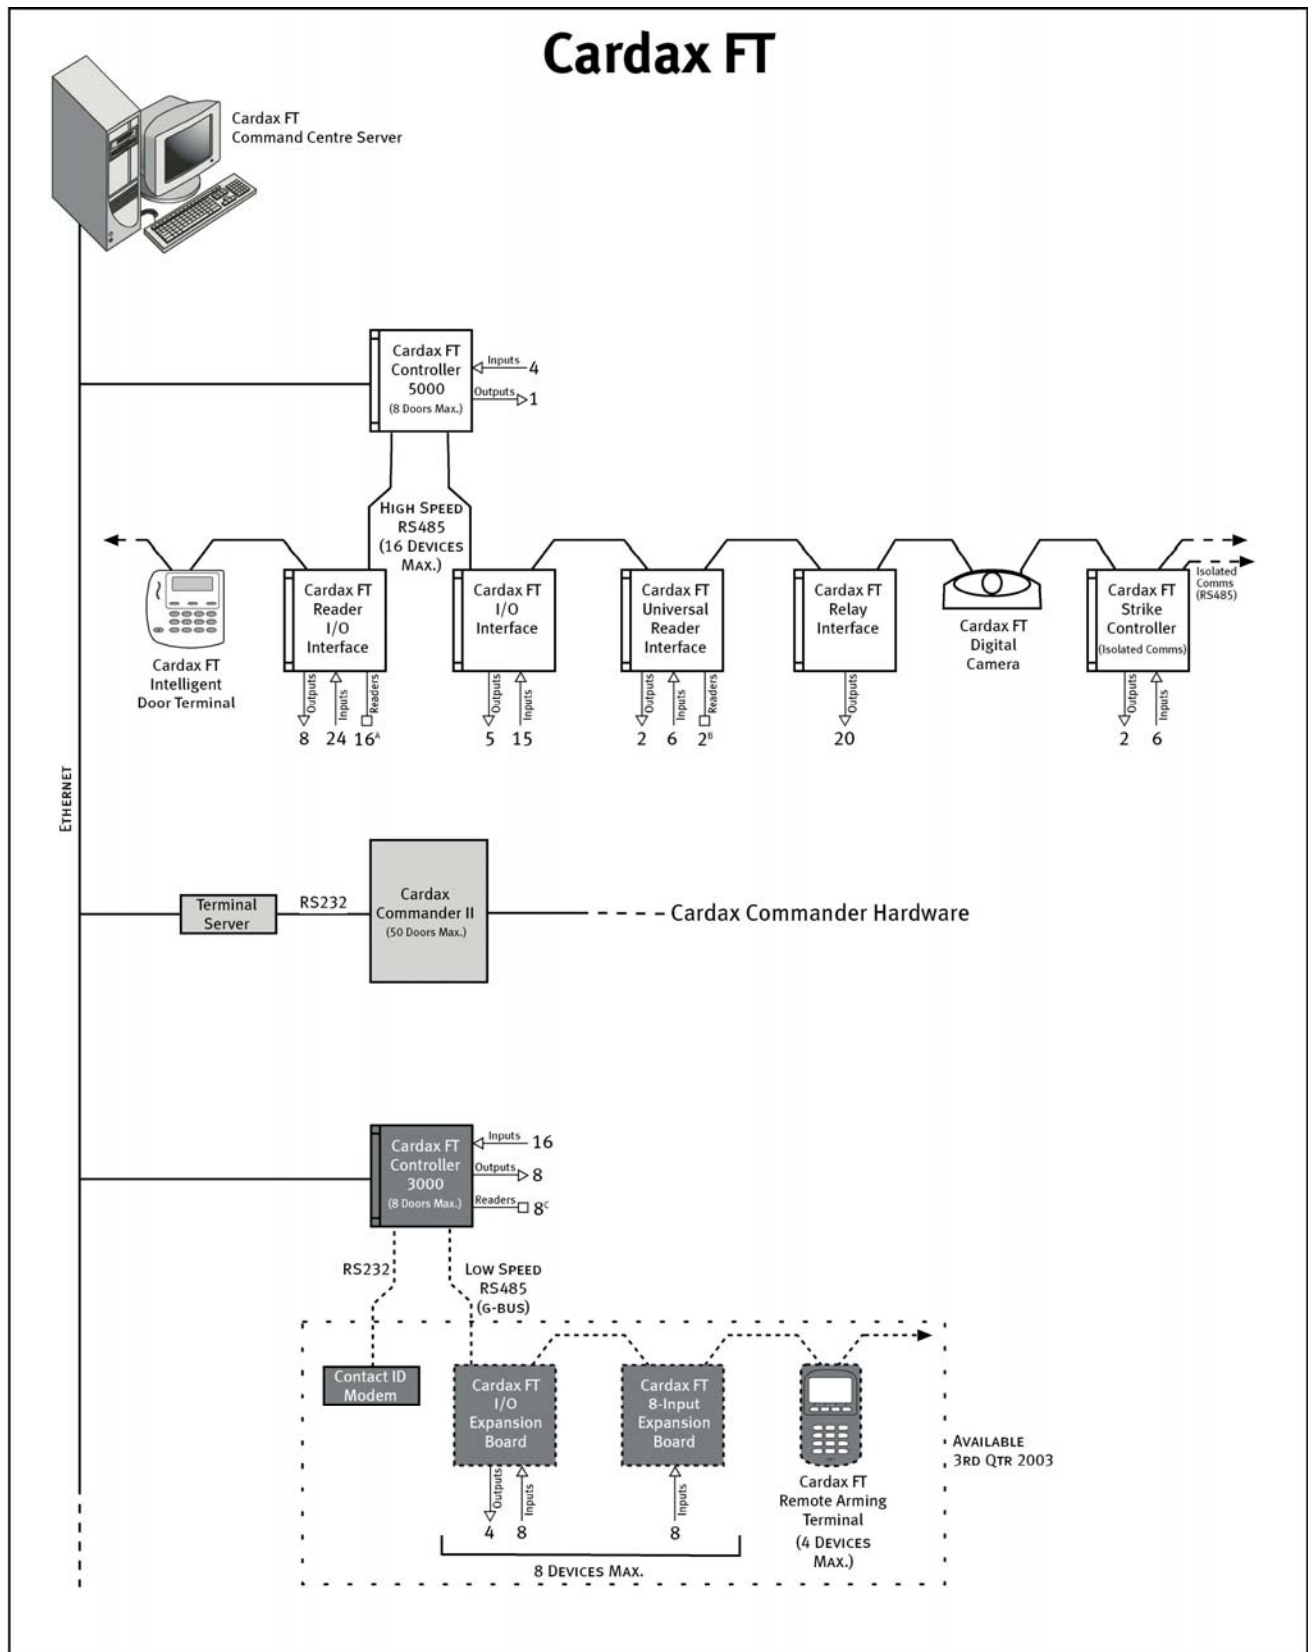 Cardax FT
Cardax FT
Command Centre Server
Cardax FT
Controller
5000
(8 Doors Max.)
Inputs 4
Outputs 1
High Speed
RS485
(16 Devices
Max.)
Cardax FT
Intelligent
Door Terminal
Cardax FT
Reader
I/O
Interface
Outputs
Inputs
Readers
8 24 16ᴬ
Cardax FT
I/O
Interface
Outputs
Inputs
5 15
Cardax FT
Universal
Reader
Interface
Outputs
Inputs
Readers
2 6 2ᴮ
Cardax FT
Relay
Interface
Outputs
20
Cardax FT
Digital
Camera
Cardax FT
Strike
Controller
(Isolated Comms)
Outputs
Inputs
2 6
Isolated
Comms
(RS485)
Ethernet
Terminal
Server
RS232
Cardax
Commander II
(50 Doors Max.)
Cardax Commander Hardware
Cardax FT
Controller
3000
(8 Doors Max.)
Inputs 16
Outputs 8
Readers 8ᶜ
RS232
Low Speed
RS485
(G-Bus)
Contact ID
Modem
Cardax FT
I/O
Expansion
Board
Outputs
Inputs
4 8
Cardax FT
8-Input
Expansion
Board
Inputs
8
8 Devices Max.
Cardax FT
Remote Arming
Terminal
(4 Devices
Max.)
Available
3rd Qtr 2003